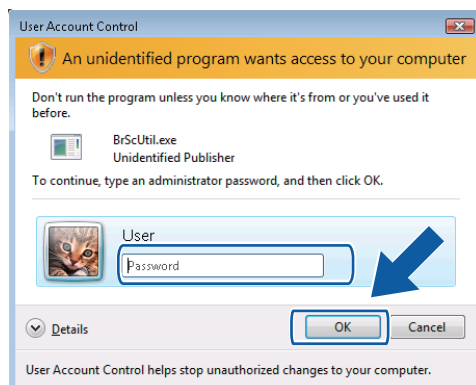 User Account Control
An unidentified program wants access to your computer
Don't run the program unless you know where it's from or you've used it
before.
BrScUtil.exe
Unidentified Publisher
To continue, type an administrator password, and then click OK.
User
Password
Details
OK
Cancel
User Account Control helps stop unauthorized changes to your computer.